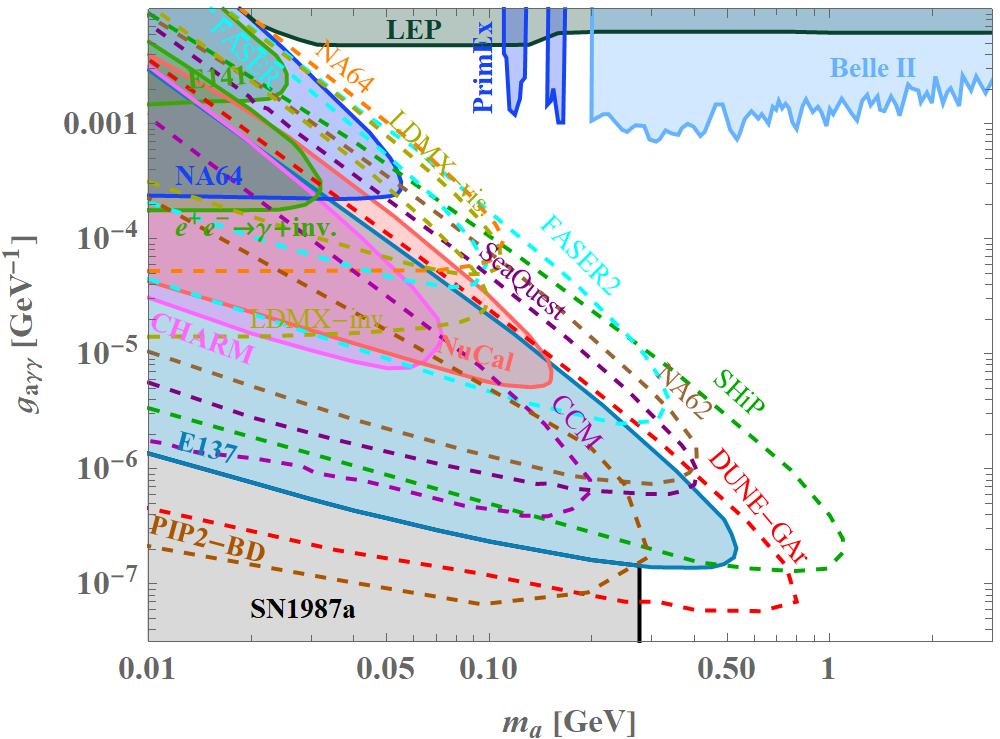 LEP
PrimEx
Belle II
FASER
NA64
E141
LDMX-vis
NA64
e⁺e⁻→γ+inv.
FASER2
SeaQuest
LDMX-inv
CHARM
NuCal
NA62
SHiP
CCM
E137
DUNE-GAr
PIP2-BD
SN1987a
0.001
10⁻⁴
10⁻⁵
10⁻⁶
10⁻⁷
g_aγγ [GeV⁻¹]
0.01 0.05 0.10 0.50 1
m_a [GeV]